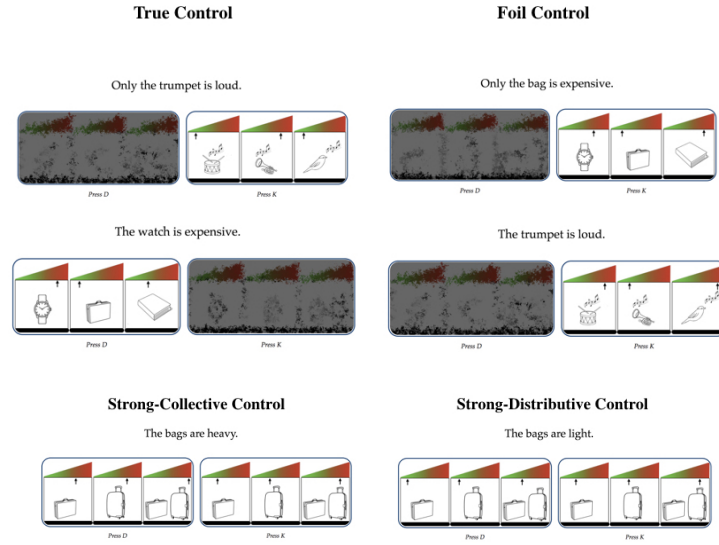 True Control
Foil Control
Only the trumpet is loud.
Only the bag is expensive.
Press D
Press K
Press D
Press K
The watch is expensive.
The trumpet is loud.
Press D
Press K
Press D
Press K
Strong-Collective Control
Strong-Distributive Control
The bags are heavy.
The bags are light.
Press D
Press K
Press D
Press K